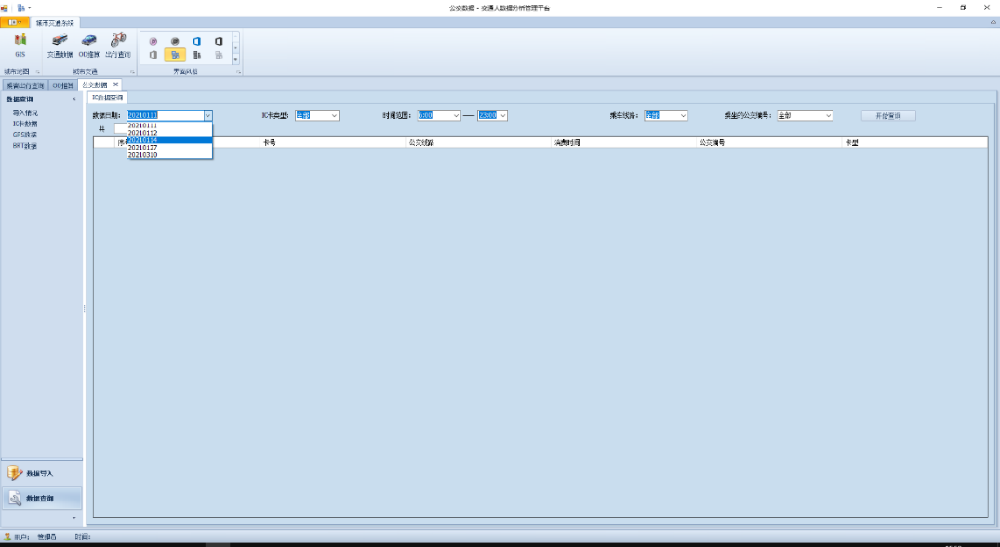 公交数据 - 交通大数据分析管理平台
城市交通系统
GIS
交通数据
OD推算
出行查询
城市地图
城市交通
界面风格
乘客出行查询
OD推算
公交数据
数据查询
导入情况
IC卡数据
GPS数据
BRT数据
IC数据查询
数据日期:
20210111
IC卡类型:
全部
时间范围:
6:00
23:00
乘车线路:
全部
乘坐的公交编号:
全部
开始查询
20210111
20210112
20210114
20210127
20210310
共
卡号
公交线路
消费时间
公交编号
卡型
数据导入
数据查询
用户:
管理员
时间: